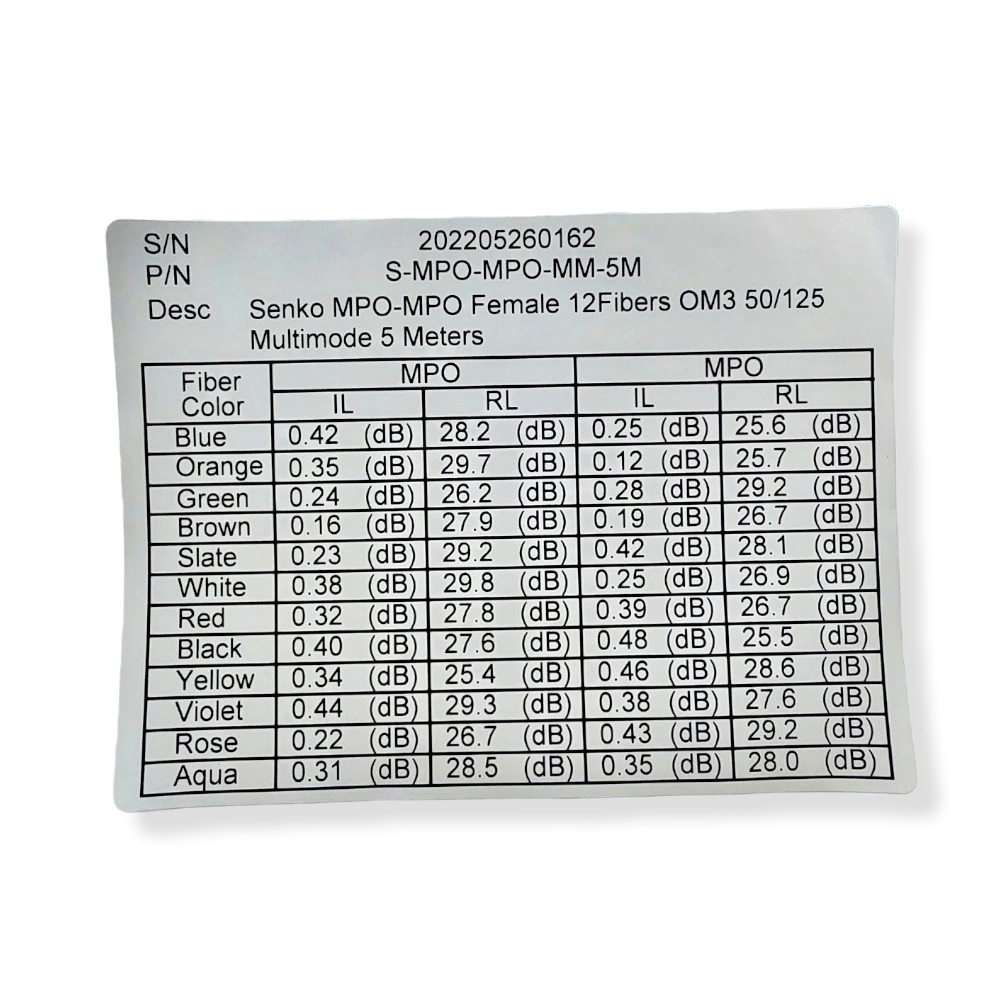 S/N 202205260162
P/N S-MPO-MPO-MM-5M
Desc Senko MPO-MPO Female 12Fibers OM3 50/125
Multimode 5 Meters
Fiber Color MPO MPO
IL RL IL RL
Blue 0.42 (dB) 28.2 (dB) 0.25 (dB) 25.6 (dB)
Orange 0.35 (dB) 29.7 (dB) 0.12 (dB) 25.7 (dB)
Green 0.24 (dB) 26.2 (dB) 0.28 (dB) 29.2 (dB)
Brown 0.16 (dB) 27.9 (dB) 0.19 (dB) 26.7 (dB)
Slate 0.23 (dB) 29.2 (dB) 0.42 (dB) 28.1 (dB)
White 0.38 (dB) 29.8 (dB) 0.25 (dB) 26.9 (dB)
Red 0.32 (dB) 27.8 (dB) 0.39 (dB) 26.7 (dB)
Black 0.40 (dB) 27.6 (dB) 0.48 (dB) 25.5 (dB)
Yellow 0.34 (dB) 25.4 (dB) 0.46 (dB) 28.6 (dB)
Violet 0.44 (dB) 29.3 (dB) 0.38 (dB) 27.6 (dB)
Rose 0.22 (dB) 26.7 (dB) 0.43 (dB) 29.2 (dB)
Aqua 0.31 (dB) 28.5 (dB) 0.35 (dB) 28.0 (dB)